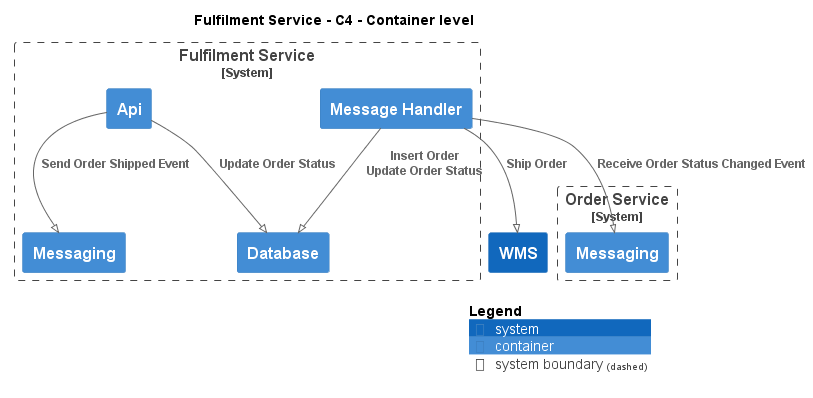 Fulfilment Service - C4 - Container level
Fulfilment Service
[System]
Api
Message Handler
Send Order Shipped Event
Update Order Status
Insert Order
Update Order Status
Ship Order
Receive Order Status Changed Event
Order Service
[System]
Messaging
Database
WMS
Messaging
Legend
system
container
system boundary (dashed)